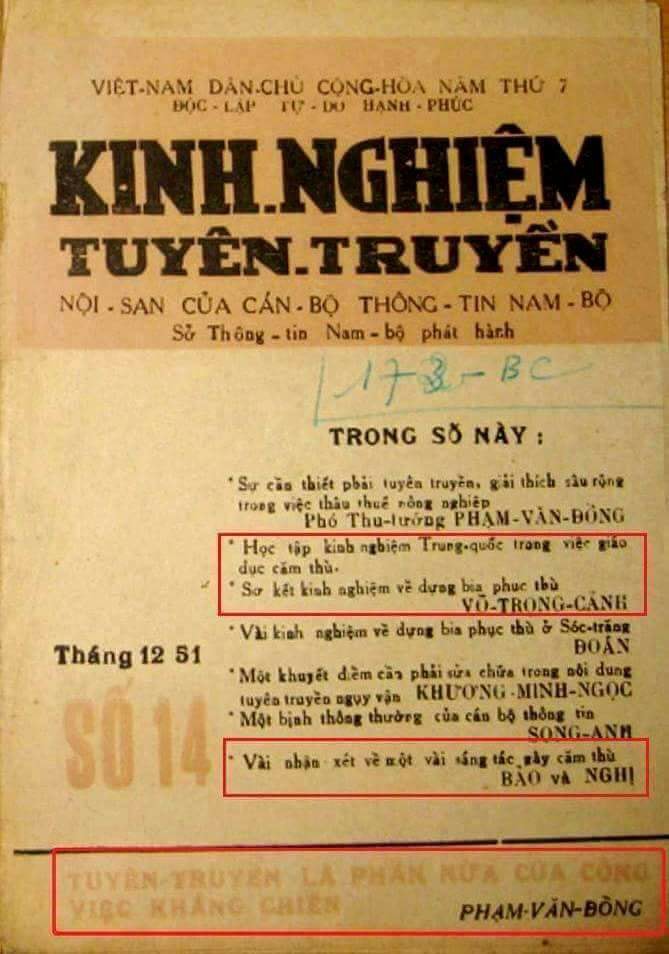 VIỆT-NAM DÂN-CHỦ CỘNG-HÒA NĂM THỨ 7
ĐỘC - LẬP TỰ - DO HẠNH - PHÚC
KINH-NGHIỆM
TUYÊN-TRUYỀN
NỘI - SAN CỦA CÁN - BỘ THÔNG - TIN NAM - BỘ
Sở Thông - tin Nam - bộ phát hành
173 - BC
TRONG SỐ NÀY :
* Sự cần thiết phải tuyên truyền, giải thích sâu rộng
trong việc thâu thuế nông nghiệp
Phó Thu-tướng PHẠM-VĂN-ĐỒNG
* Học tập kinh nghiệm Trung-quốc trong việc giáo
dục căm thù.
* Sơ kết kinh nghiệm về dựng bia phục thù
VÕ-TRỌNG-CẢNH
* Vài kinh nghiệm về dựng bia phục thù ở Sóc-trăng
ĐOÀN
* Một khuyết điểm cần phải sửa chữa trong nôi dung
tuyên truyền ngụy vận KHƯƠNG-MINH-NGỌC
* Một bịnh thông thường của cán bộ thông tin
SONG-ANH
* Vài nhận xét về một vài sáng tác gây căm thù
BẢO và NGHỊ
Tháng 12 51
SỐ 14
TUYÊN-TRUYỀN LÀ PHÂN NỬA CỦA CÔNG
VIỆC KHÁNG CHIẾN
PHẠM-VĂN-ĐỒNG